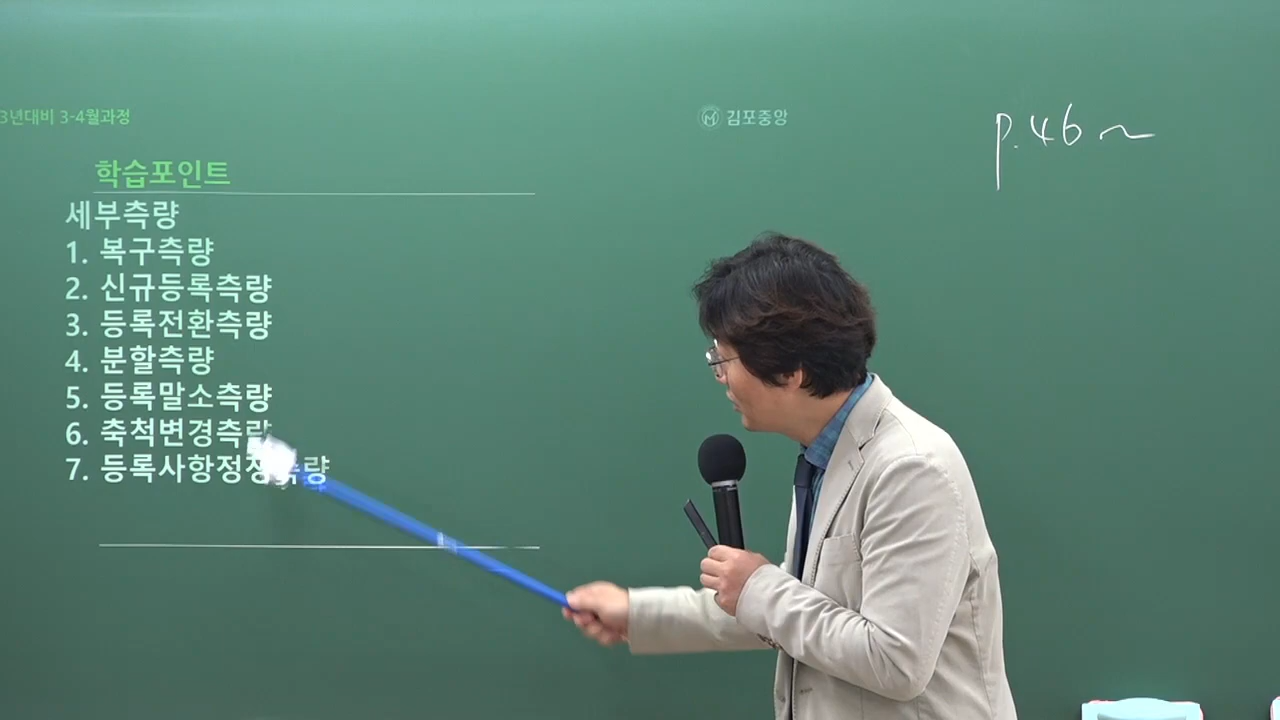 3년대비 3-4월과정
김포중앙
p.46~
학습포인트
세부측량
1. 복구측량
2. 신규등록측량
3. 등록전환측량
4. 분할측량
5. 등록말소측량
6. 축척변경측량
7. 등록사항정정측량